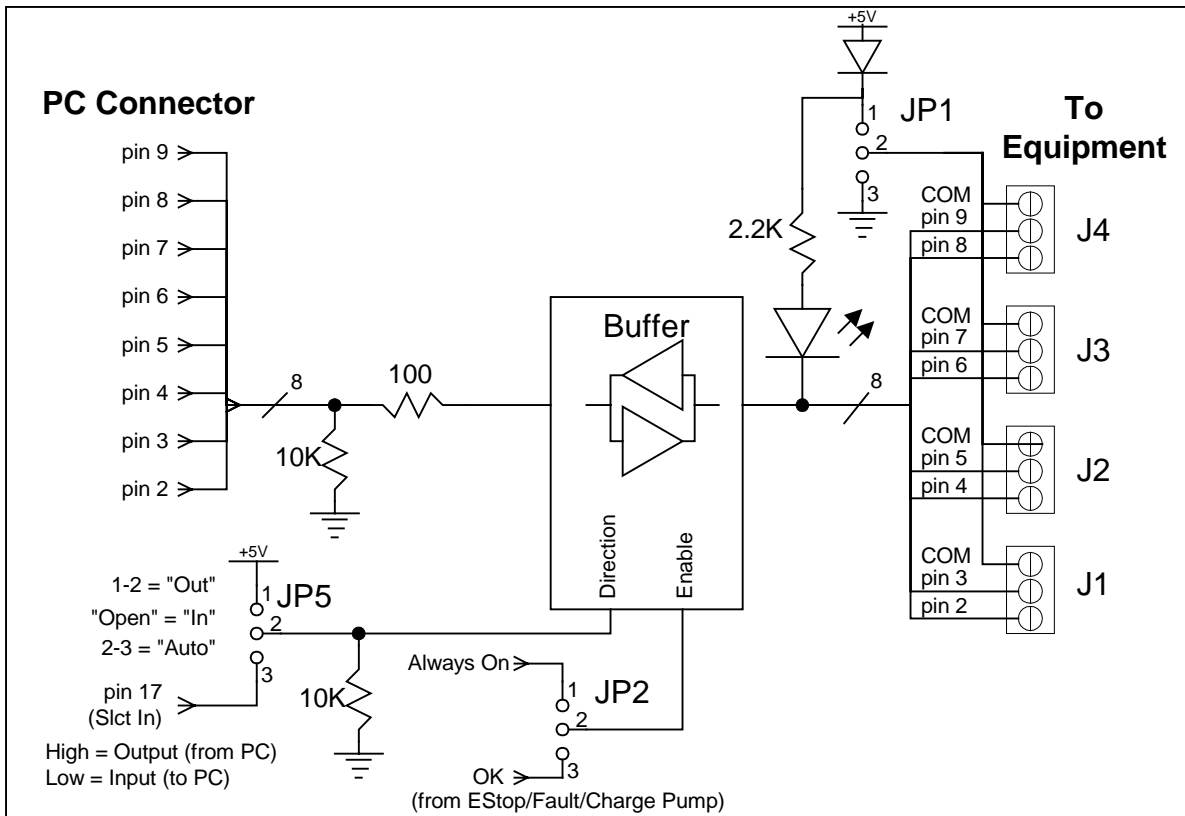 +5V
PC Connector
JP1
To
Equipment
1
2
3
pin 9
pin 8
pin 7
pin 6
pin 5
pin 4
pin 3
pin 2
8
100
10K
Buffer
Direction
Enable
2.2K
8
COM
pin 9
pin 8
J4
COM
pin 7
pin 6
J3
COM
pin 5
pin 4
J2
COM
pin 3
pin 2
J1
+5V
1-2 = "Out"
"Open" = "In"
2-3 = "Auto"
JP5
1
2
3
pin 17
(Slct In)
10K
High = Output (from PC)
Low = Input (to PC)
Always On
JP2
1
2
3
OK
(from EStop/Fault/Charge Pump)